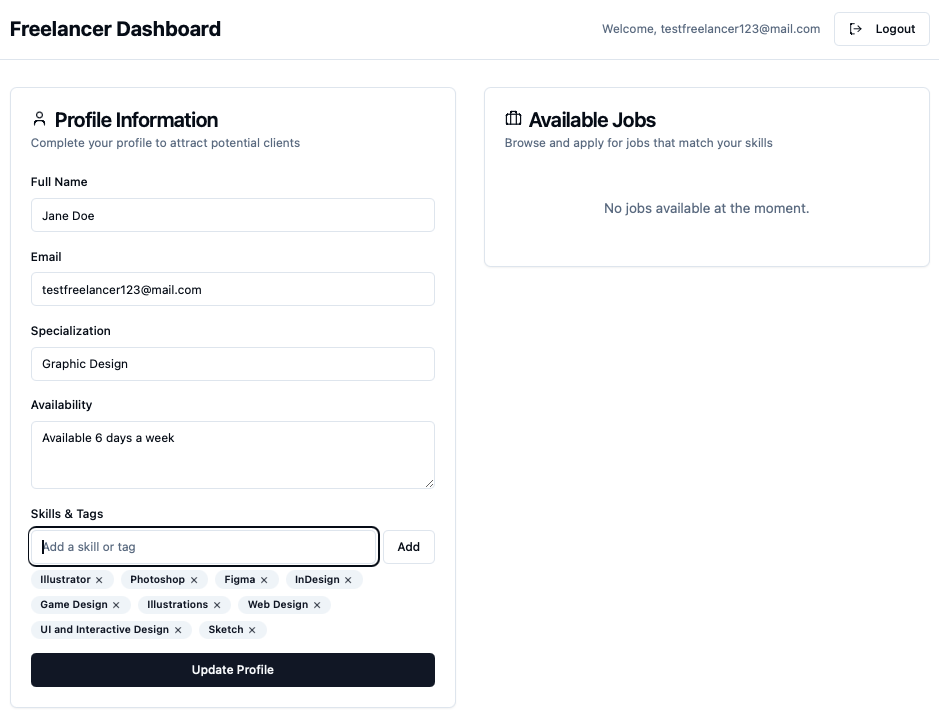 Freelancer Dashboard
Welcome, testfreelancer123@mail.com
Logout
Profile Information
Complete your profile to attract potential clients
Full Name
Jane Doe
Email
testfreelancer123@mail.com
Specialization
Graphic Design
Availability
Available 6 days a week
Skills & Tags
Add a skill or tag
Add
Illustrator × Photoshop × Figma × InDesign ×
Game Design × Illustrations × Web Design ×
UI and Interactive Design × Sketch ×
Update Profile
Available Jobs
Browse and apply for jobs that match your skills
No jobs available at the moment.